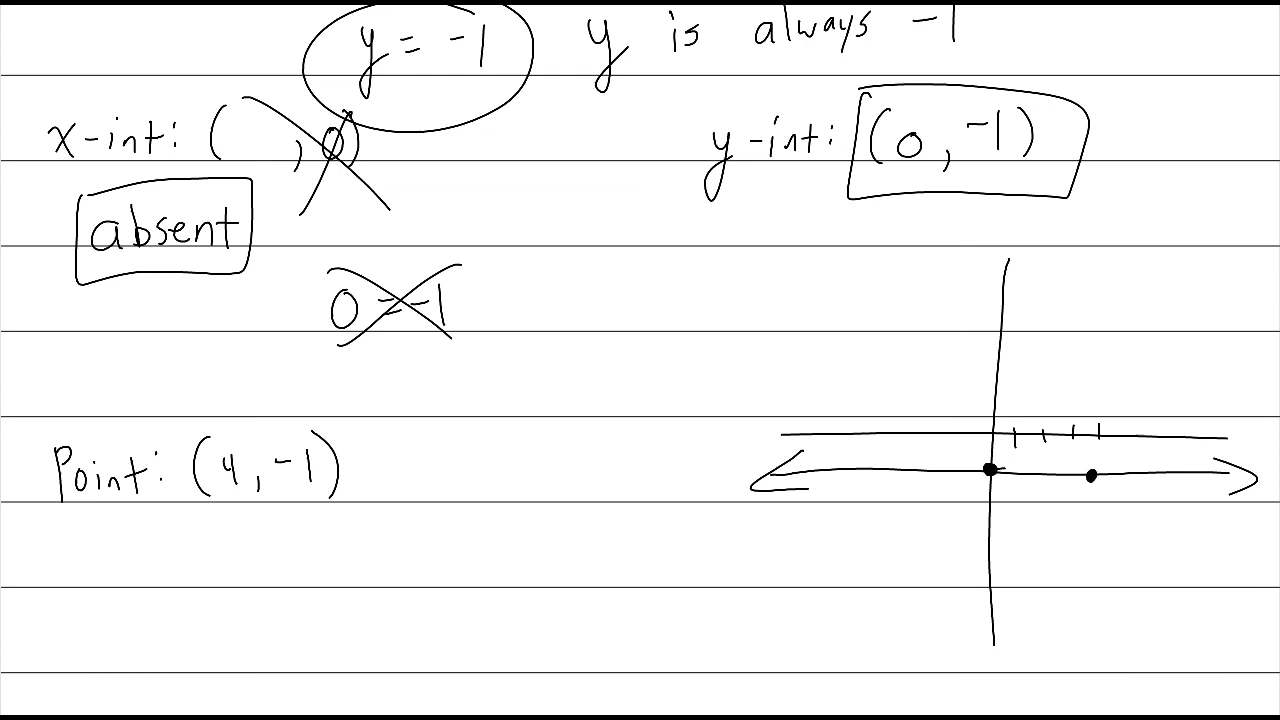 y = -1 y is always -1
x-int: ( , 0) y-int: (0, -1)
absent
0 = -1
Point: (4, -1)